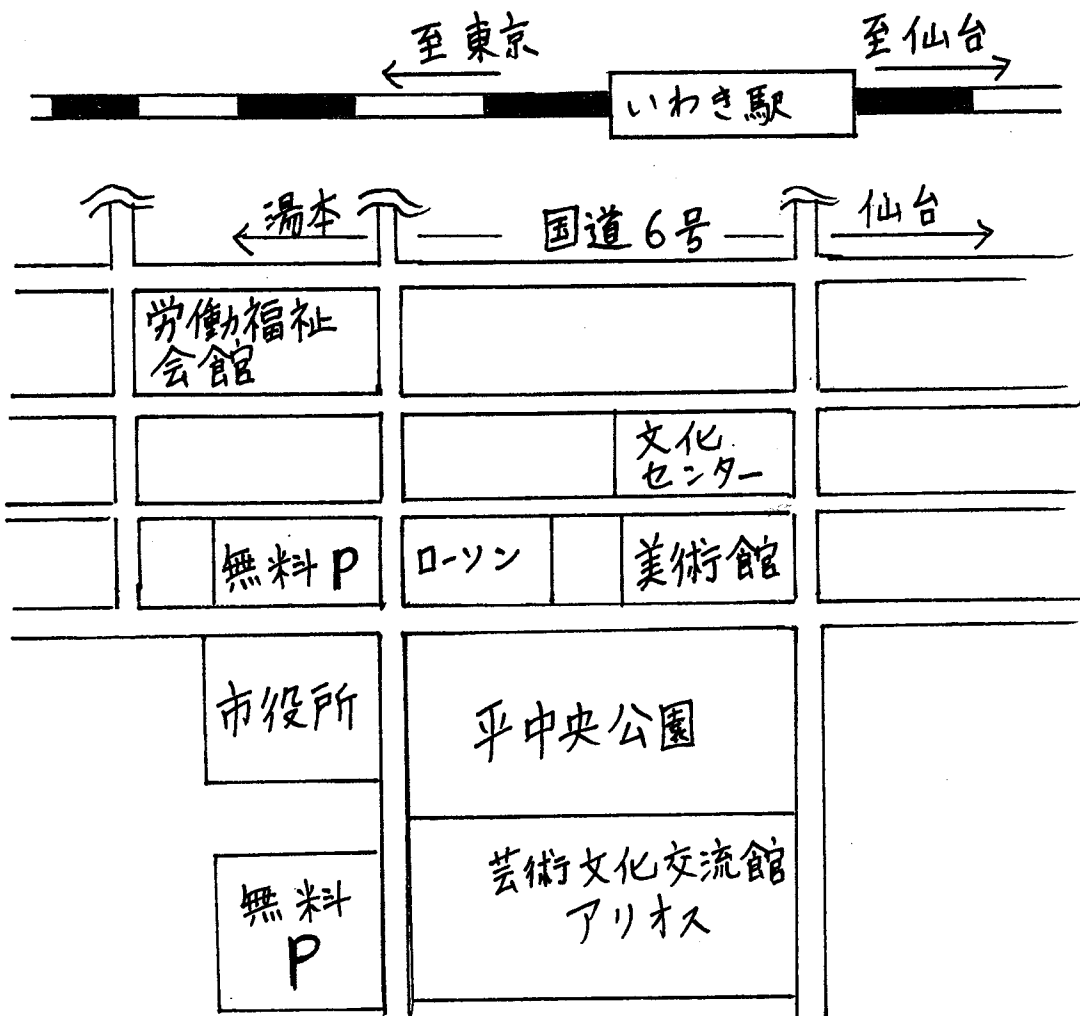 至東京
至仙台
いわき駅
湯本
国道6号
仙台
労働福祉
会館
文化
センター
無料P
ローソン
美術館
市役所
平中央公園
芸術文化交流館
アリオス
無料
P